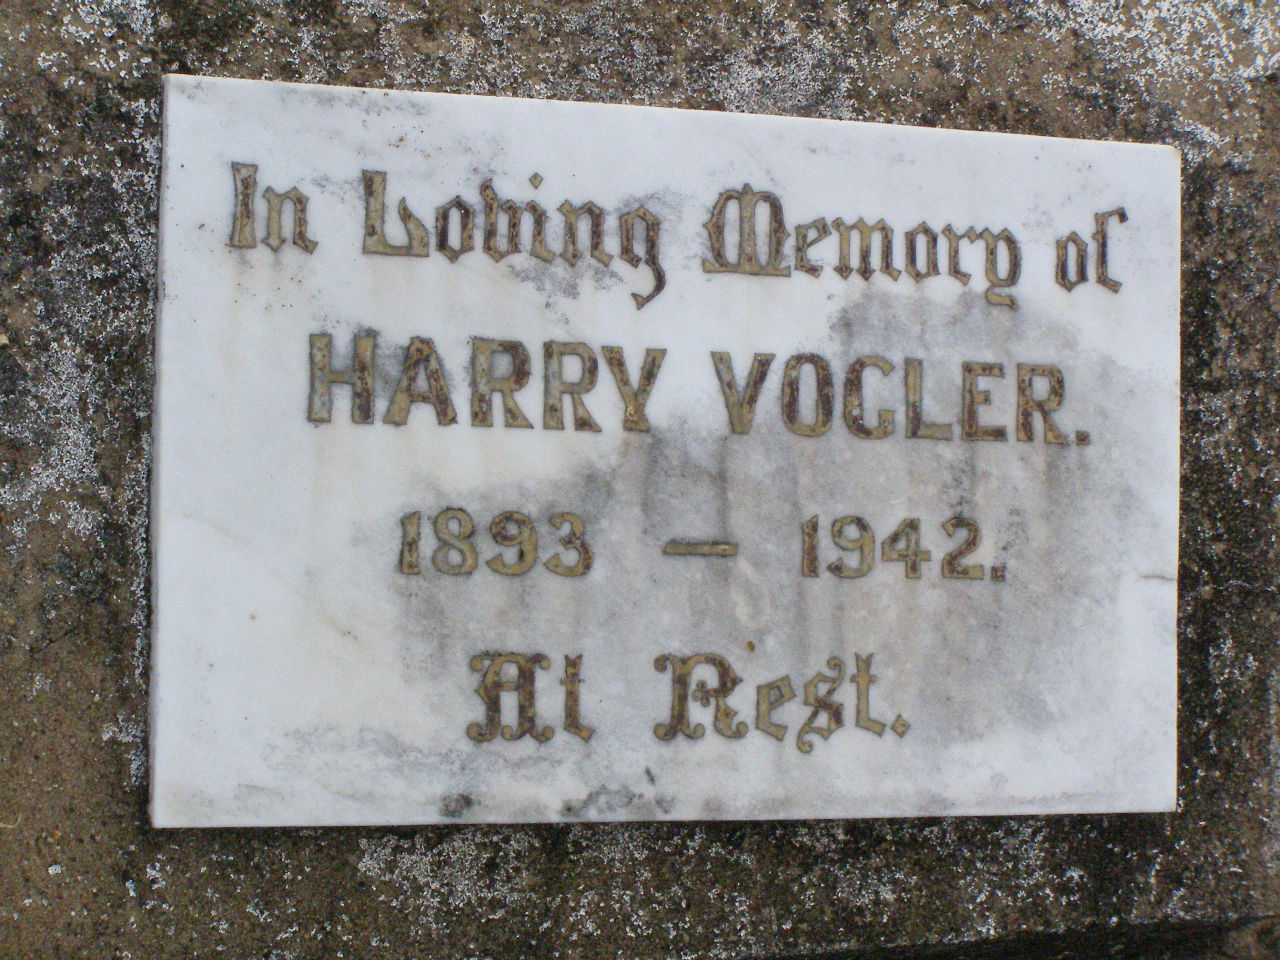 In Loving Memory of
HARRY VOGLER.
1893 — 1942.
At Rest.